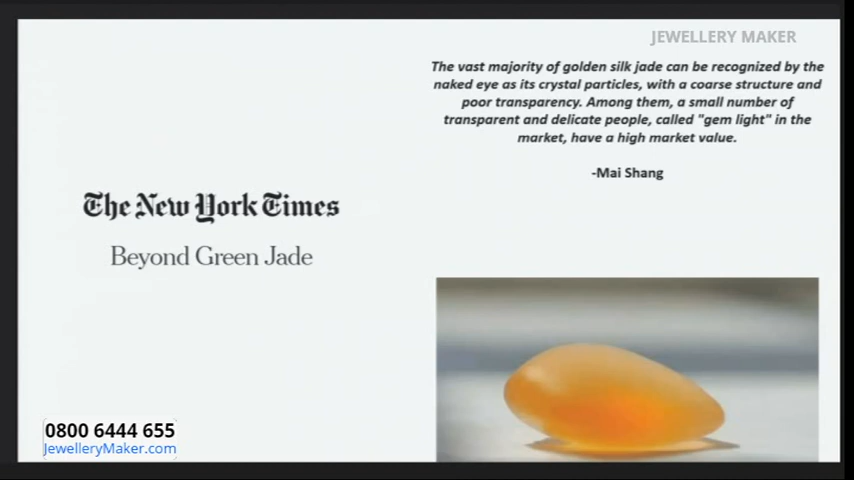 JEWELLERY MAKER
The vast majority of golden silk jade can be recognized by the
naked eye as its crystal particles, with a coarse structure and
poor transparency. Among them, a small number of
transparent and delicate people, called "gem light" in the
market, have a high market value.
-Mai Shang
The New York Times
Beyond Green Jade
0800 6444 655
JewelleryMaker.com